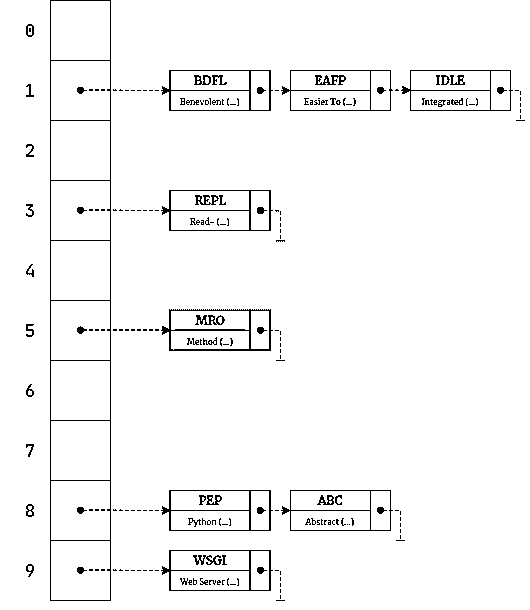 0
1
BDFL EAFP IDLE
Benevolent (...) Easier To (...) Integrated (...)
2
3
REPL
Read- (...)
4
5
MRO
Method (...)
6
7
8
PEP ABC
Python (...) Abstract (...)
9
WSGI
Web Server (...)